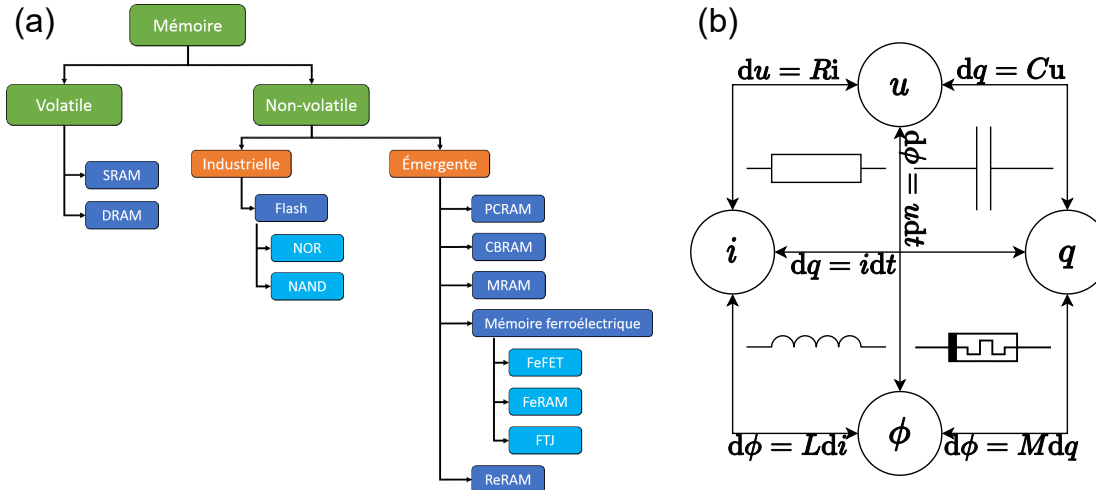 (a)
Mémoire
Volatile
Non-volatile
SRAM
DRAM
Industrielle
Émergente
Flash
NOR
NAND
PCRAM
CBRAM
MRAM
Mémoire ferroélectrique
FeFET
FeRAM
FTJ
ReRAM
(b)
du = Ri
u
dq = Cu
dϕ = udt
i
dq = idt
q
dϕ = Ldi
ϕ
dϕ = Mdq